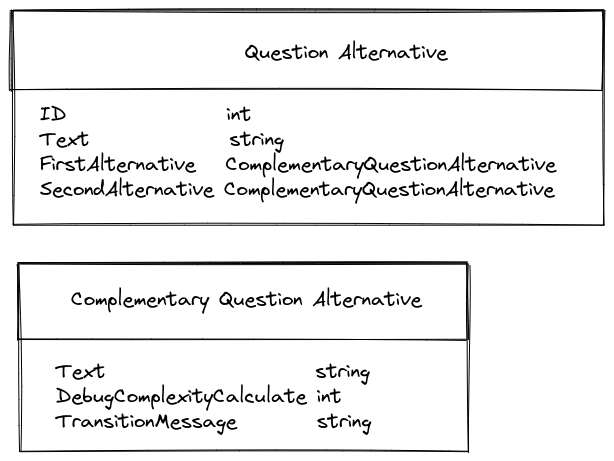 Question Alternative
ID int
Text string
FirstAlternative ComplementaryQuestionAlternative
SecondAlternative ComplementaryQuestionAlternative
Complementary Question Alternative
Text string
DebugComplexityCalculate int
TransitionMessage string